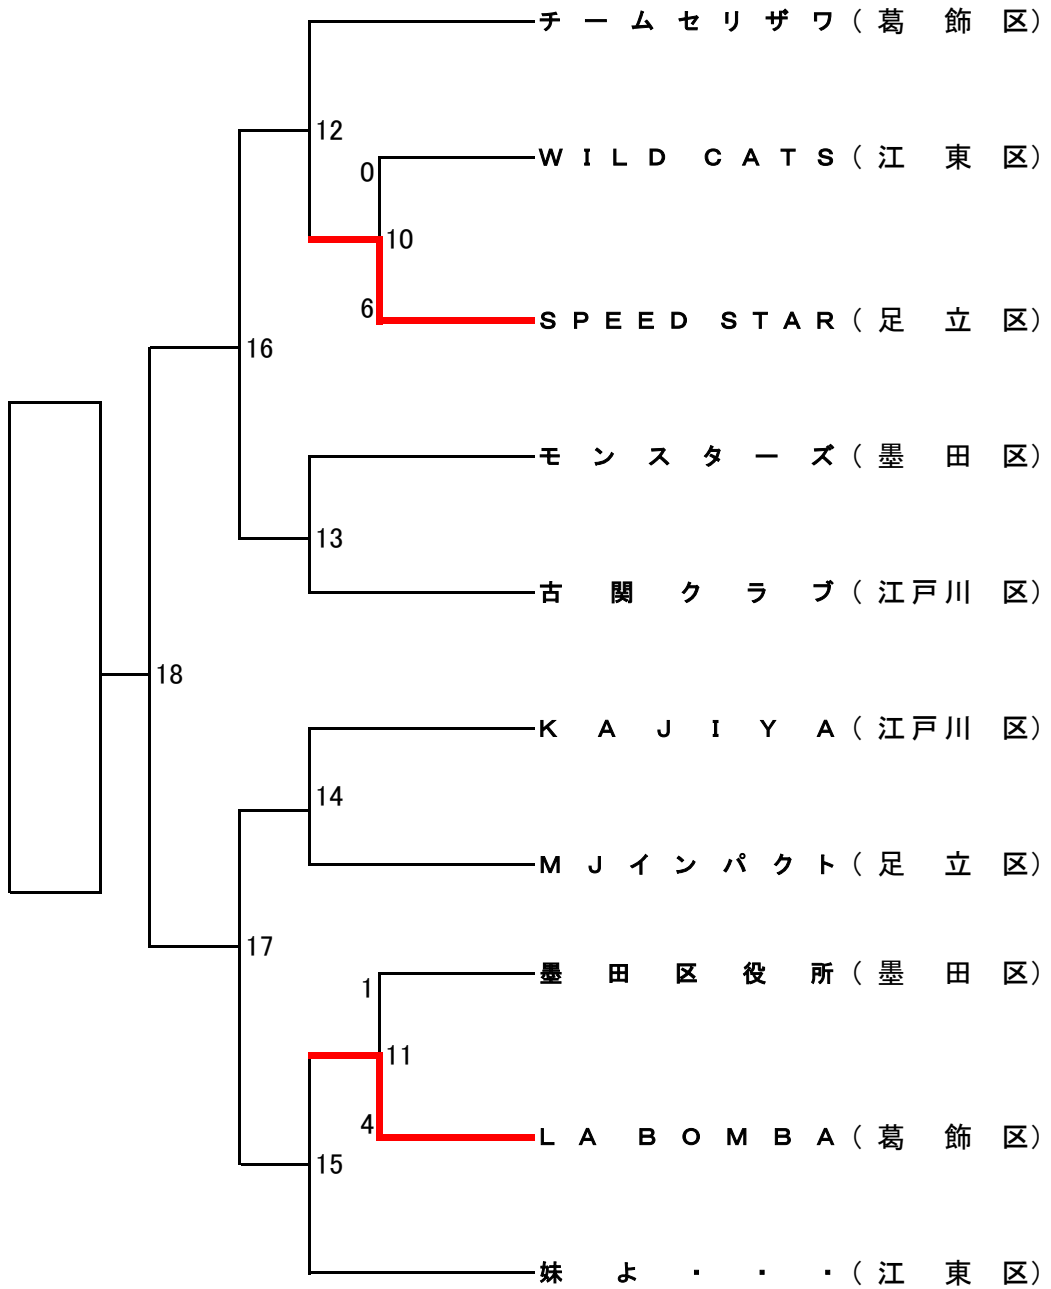 チームセリザワ(葛飾区)
12
0
WILD CATS(江東区)
10
6
SPEED STAR(足立区)
16
モンスターズ(墨田区)
13
古関クラブ(江戸川区)
18
KAJIYA(江戸川区)
14
MJインパクト(足立区)
17
1
墨田区役所(墨田区)
11
4
LA BOMBA(葛飾区)
15
妹よ・・・(江東区)